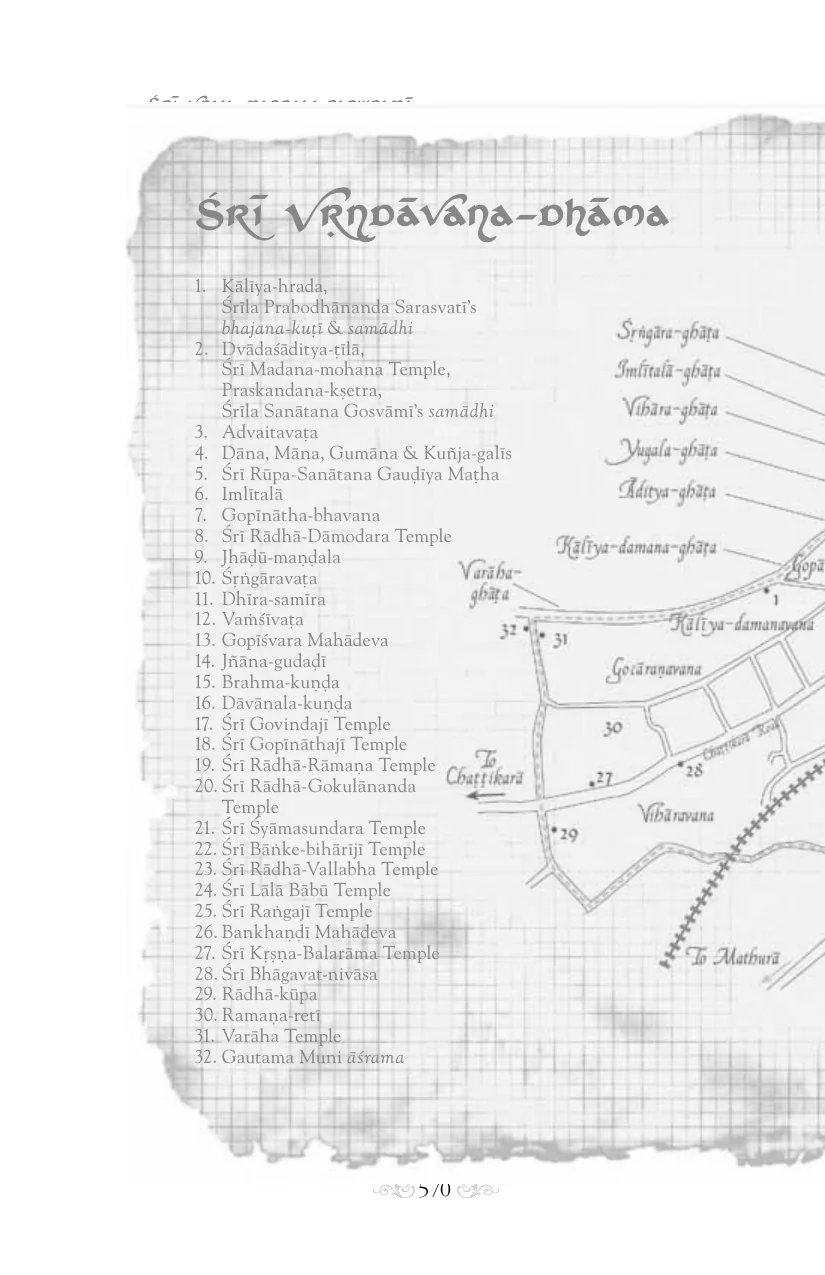 Śrī Vṛndāvana-Dhāma
1. Kālīya-hrada,
Śrīla Prabodhānanda Sarasvatī's
bhajana-kuṭī & samādhi
2. Dvādaśāditya-ṭīlā,
Śrī Madana-mohana Temple,
Praskandana-kṣetra,
Śrīla Sanātana Gosvāmī's samādhi
3. Advaitavaṭa
4. Dāna, Māna, Gumāna & Kuñja-galīs
5. Śrī Rūpa-Sanātana Gauḍīya Maṭha
6. Imlītalā
7. Gopīnātha-bhavana
8. Śrī Rādhā-Dāmodara Temple
9. Jhāḍū-maṇḍala
10. Śṛṅgāravaṭa
11. Dhīra-samīra
12. Vaṁśīvaṭa
13. Gopīśvara Mahādeva
14. Jñāna-gudaḍī
15. Brahma-kuṇḍa
16. Dāvānala-kuṇḍa
17. Śrī Govindajī Temple
18. Śrī Gopīnāthajī Temple
19. Śrī Rādhā-Rāmaṇa Temple
20. Śrī Rādhā-Gokulānanda
Temple
21. Śrī Śyāmasundara Temple
22. Śrī Bāṅke-bihārījī Temple
23. Śrī Rādhā-Vallabha Temple
24. Śrī Lālā Bābū Temple
25. Śrī Raṅgajī Temple
26. Bankhaṇḍī Mahādeva
27. Śrī Kṛṣṇa-Balarāma Temple
28. Śrī Bhāgavat-nivāsa
29. Rādhā-kūpa
30. Ramaṇa-retī
31. Varāha Temple
32. Gautama Muni āśrama
Śṛṅgāra-ghāṭa
Imlītalā-ghāṭa
Vihāra-ghāṭa
Yugala-ghāṭa
Āditya-ghāṭa
Kālīya-damana-ghāṭa
Varāha-
ghāṭa
Gopā
1
Kālīya-damanavana
32
31
Gocāraṇavana
30
To
Chaṭṭīkarā
Chaṭṭīkarā Road
28
27
Vihāravana
29
To Mathurā
570